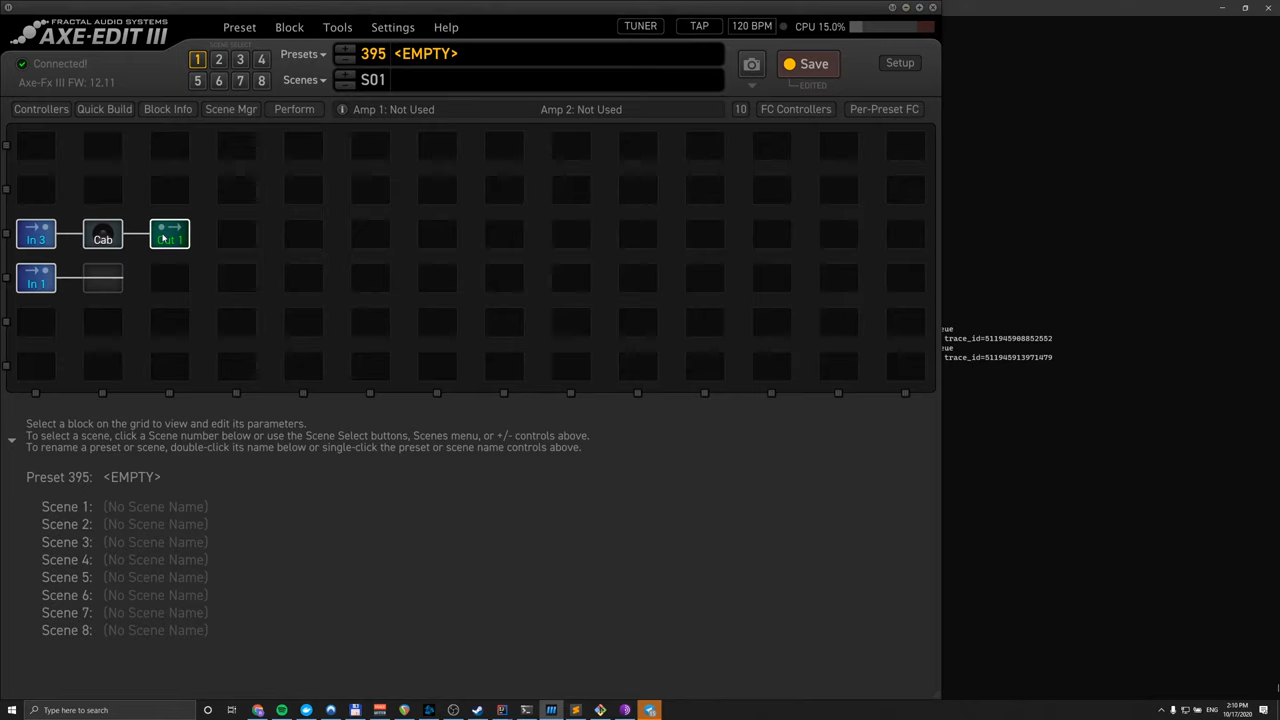 FRACTAL AUDIO SYSTEMS
AXE-EDIT III
Preset Block Tools Settings Help
TUNER TAP 120 BPM CPU 15.0%
SCENE SELECT
Connected!
Axe-Fx III FW: 12.11
1 2 3 4
5 6 7 8
Presets
395 <EMPTY>
Scenes
S01
Save
EDITED
Setup
Controllers Quick Build Block Info Scene Mgr Perform
Amp 1: Not Used Amp 2: Not Used
10 FC Controllers Per-Preset FC
In 3 Cab Out 1
In 1
eue
trace_id=511945908852552
eue
trace_id=511945913971479
Select a block on the grid to view and edit its parameters.
To select a scene, click a Scene number below or use the Scene Select buttons, Scenes menu, or +/- controls above.
To rename a preset or scene, double-click its name below or single-click the preset or scene name controls above.
Preset 395: <EMPTY>
Scene 1: (No Scene Name)
Scene 2: (No Scene Name)
Scene 3: (No Scene Name)
Scene 4: (No Scene Name)
Scene 5: (No Scene Name)
Scene 6: (No Scene Name)
Scene 7: (No Scene Name)
Scene 8: (No Scene Name)
Type here to search
ENG
2:10 PM
10/17/2020